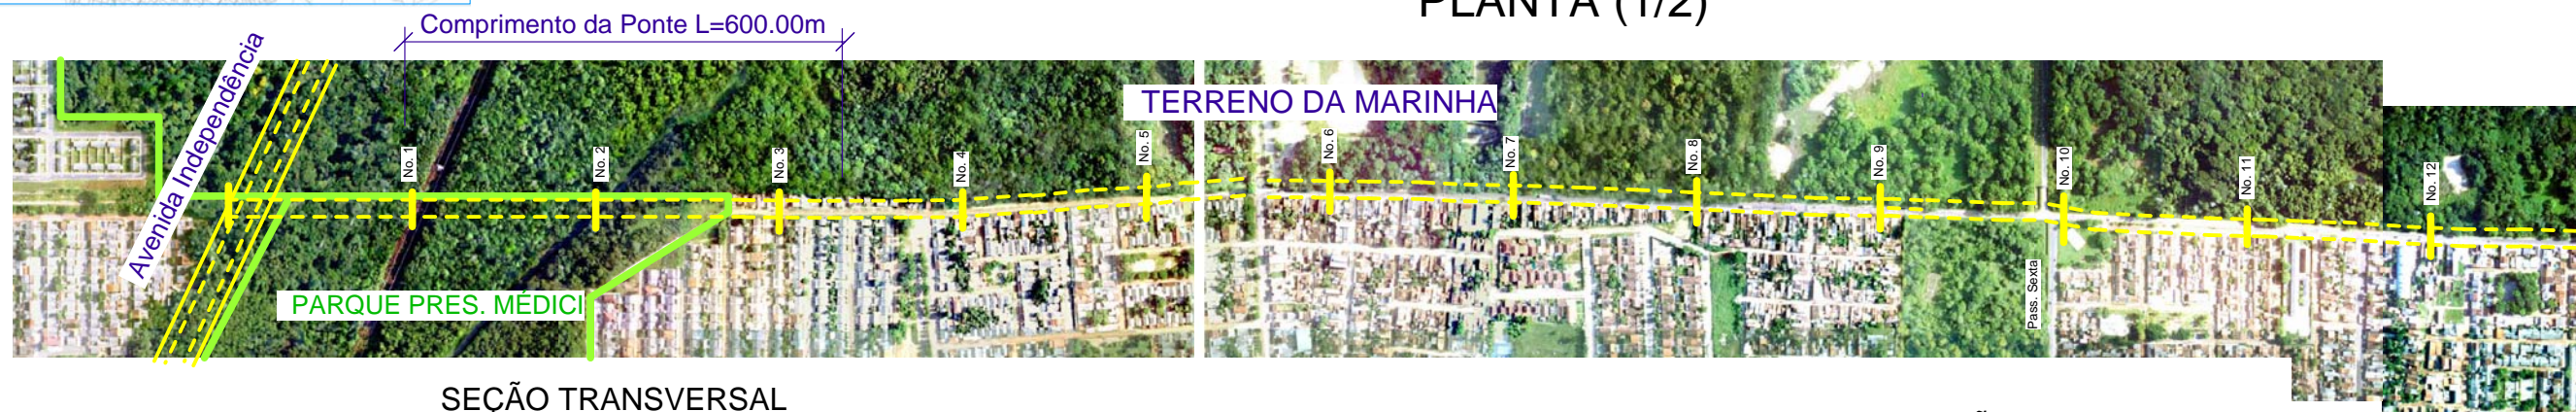 PLANTA (1/2)
Comprimento da Ponte L=600.00m
Avenida Independência
TERRENO DA MARINHA
No. 1
No. 2
No. 3
No. 4
No. 5
No. 6
No. 7
No. 8
No. 9
No. 10
No. 11
No. 12
Pass. Sexta
PARQUE PRES. MÉDICI
SEÇÃO TRANSVERSAL